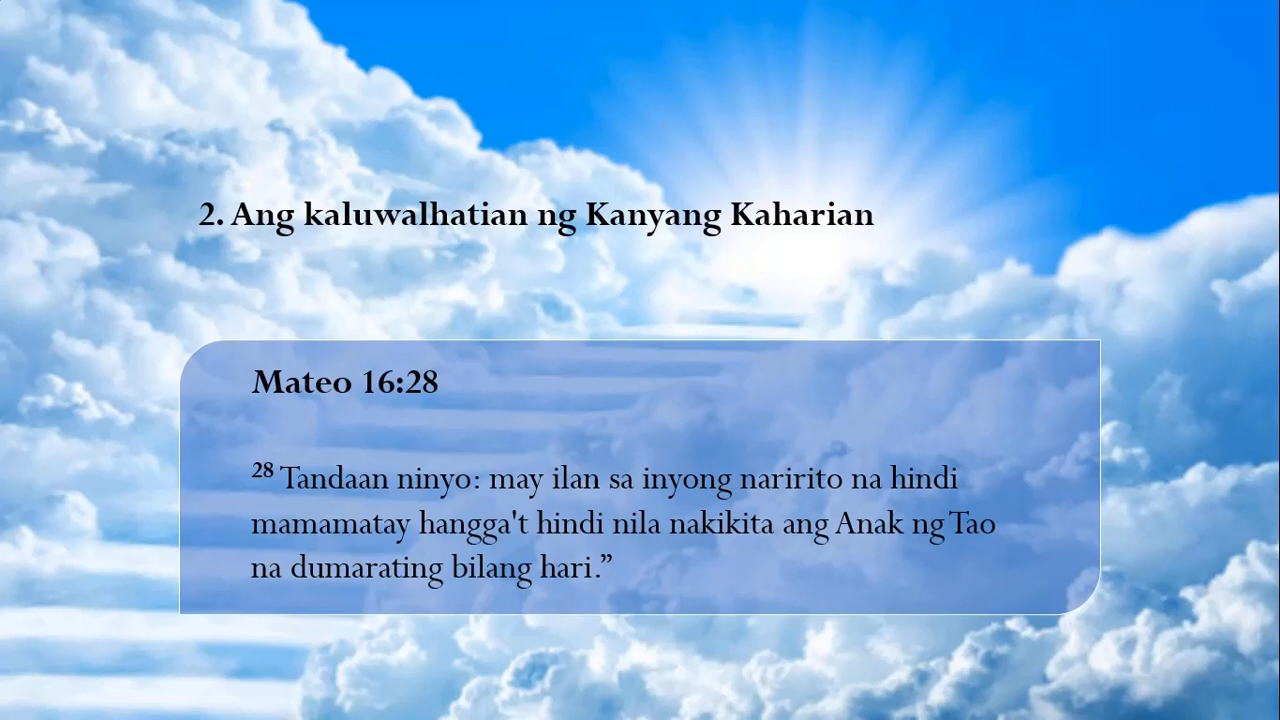 2. Ang kaluwalhatian ng Kanyang Kaharian
Mateo 16:28
28 Tandaan ninyo: may ilan sa inyong naririto na hindi
mamamatay hangga't hindi nila nakikita ang Anak ng Tao
na dumarating bilang hari.”